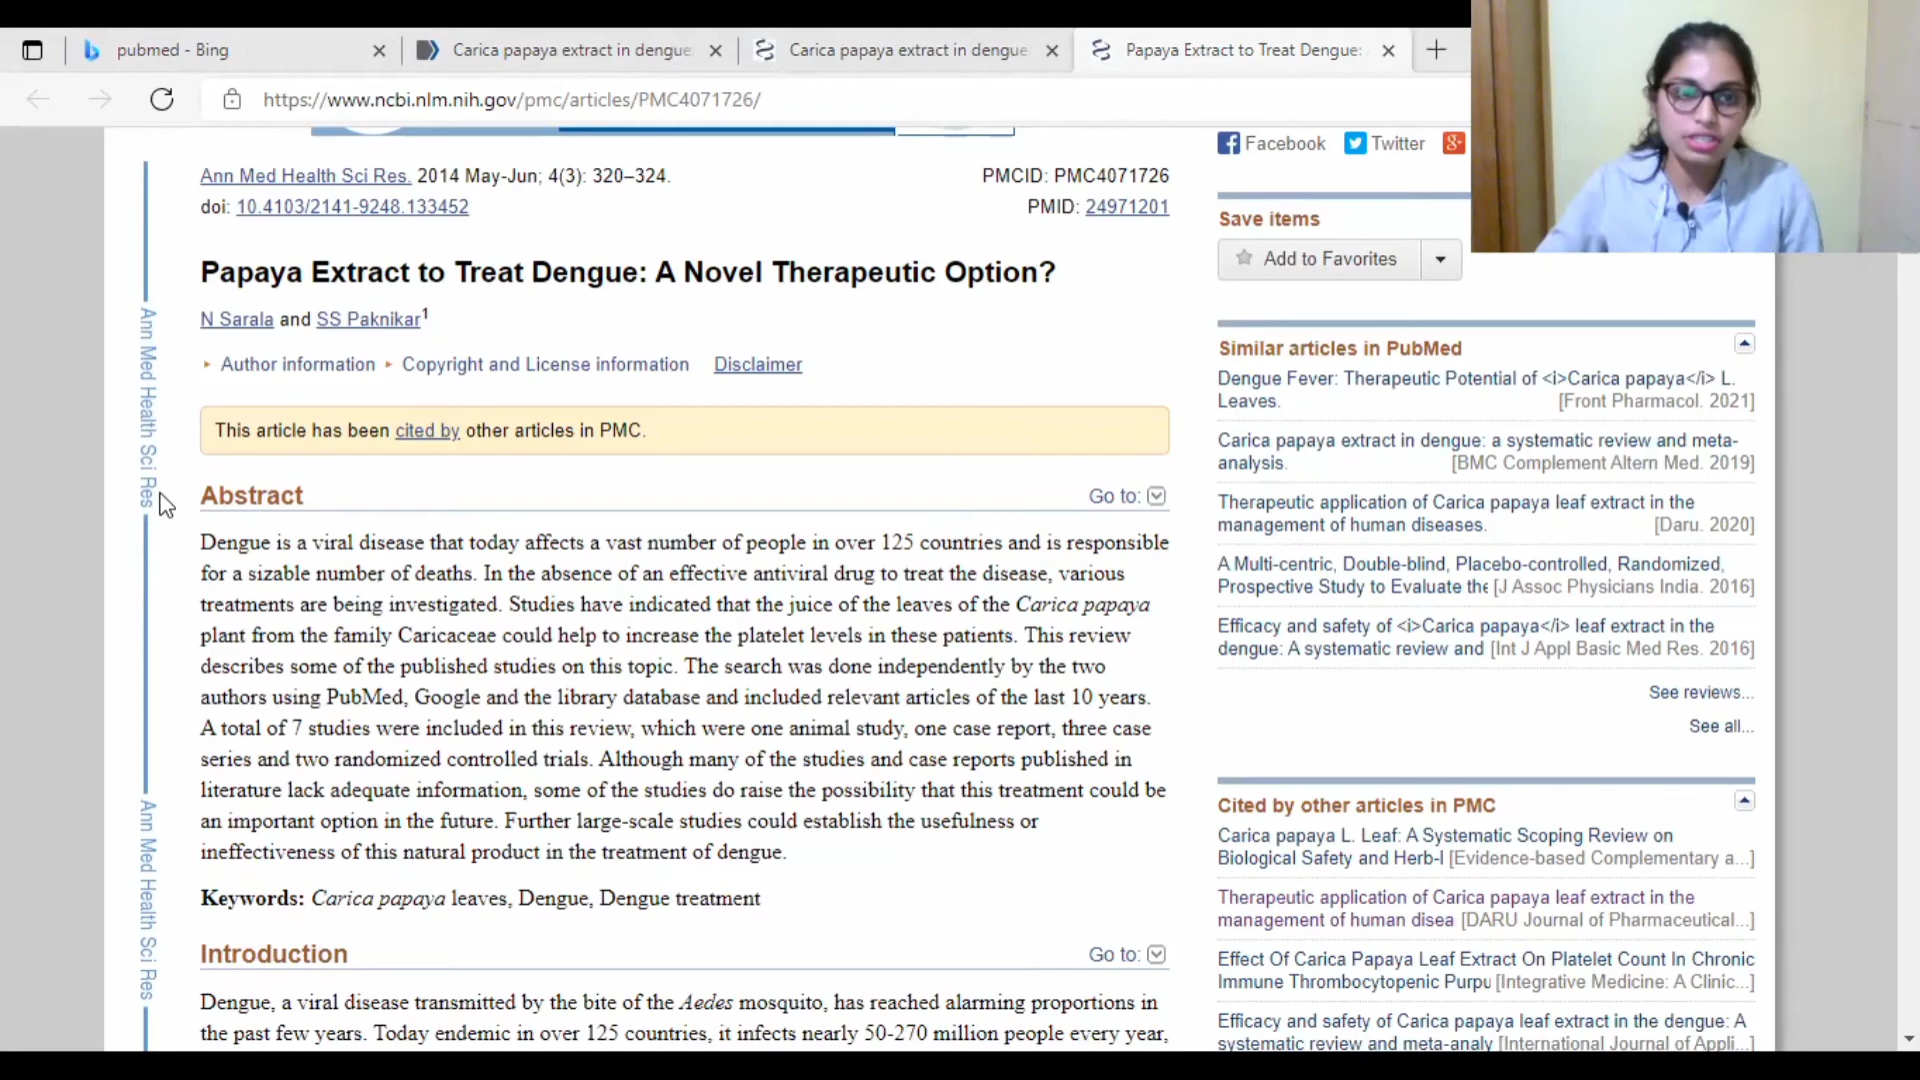 pubmed - Bing
Carica papaya extract in dengue:
Carica papaya extract in dengue
Papaya Extract to Treat Dengue:
https://www.ncbi.nlm.nih.gov/pmc/articles/PMC4071726/
Ann Med Health Sci Res
Ann Med Health Sci Res
Ann Med Health Sci Res. 2014 May-Jun; 4(3): 320–324.
PMCID: PMC4071726
doi: 10.4103/2141-9248.133452
PMID: 24971201
Papaya Extract to Treat Dengue: A Novel Therapeutic Option?
N Sarala and SS Paknikar1
Author information
Copyright and License information
Disclaimer
This article has been cited by other articles in PMC.
Abstract
Go to:
Dengue is a viral disease that today affects a vast number of people in over 125 countries and is responsible
for a sizable number of deaths. In the absence of an effective antiviral drug to treat the disease, various
treatments are being investigated. Studies have indicated that the juice of the leaves of the Carica papaya
plant from the family Caricaceae could help to increase the platelet levels in these patients. This review
describes some of the published studies on this topic. The search was done independently by the two
authors using PubMed, Google and the library database and included relevant articles of the last 10 years.
A total of 7 studies were included in this review, which were one animal study, one case report, three case
series and two randomized controlled trials. Although many of the studies and case reports published in
literature lack adequate information, some of the studies do raise the possibility that this treatment could be
an important option in the future. Further large-scale studies could establish the usefulness or
ineffectiveness of this natural product in the treatment of dengue.
Keywords: Carica papaya leaves, Dengue, Dengue treatment
Introduction
Go to:
Dengue, a viral disease transmitted by the bite of the Aedes mosquito, has reached alarming proportions in
the past few years. Today endemic in over 125 countries, it infects nearly 50-270 million people every year,
Facebook
Twitter
Save items
Add to Favorites
Similar articles in PubMed
Dengue Fever: Therapeutic Potential of <i>Carica papaya</i> L.
Leaves. [Front Pharmacol. 2021]
Carica papaya extract in dengue: a systematic review and meta-
analysis. [BMC Complement Altern Med. 2019]
Therapeutic application of Carica papaya leaf extract in the
management of human diseases. [Daru. 2020]
A Multi-centric, Double-blind, Placebo-controlled, Randomized,
Prospective Study to Evaluate the [J Assoc Physicians India. 2016]
Efficacy and safety of <i>Carica papaya</i> leaf extract in the
dengue: A systematic review and [Int J Appl Basic Med Res. 2016]
See reviews...
See all...
Cited by other articles in PMC
Carica papaya L. Leaf: A Systematic Scoping Review on
Biological Safety and Herb-I [Evidence-based Complementary a...]
Therapeutic application of Carica papaya leaf extract in the
management of human disea [DARU Journal of Pharmaceutical...]
Effect Of Carica Papaya Leaf Extract On Platelet Count In Chronic
Immune Thrombocytopenic Purpu [Integrative Medicine: A Clinic...]
Efficacy and safety of Carica papaya leaf extract in the dengue: A
systematic review and meta-analy [International Journal of Appli...]